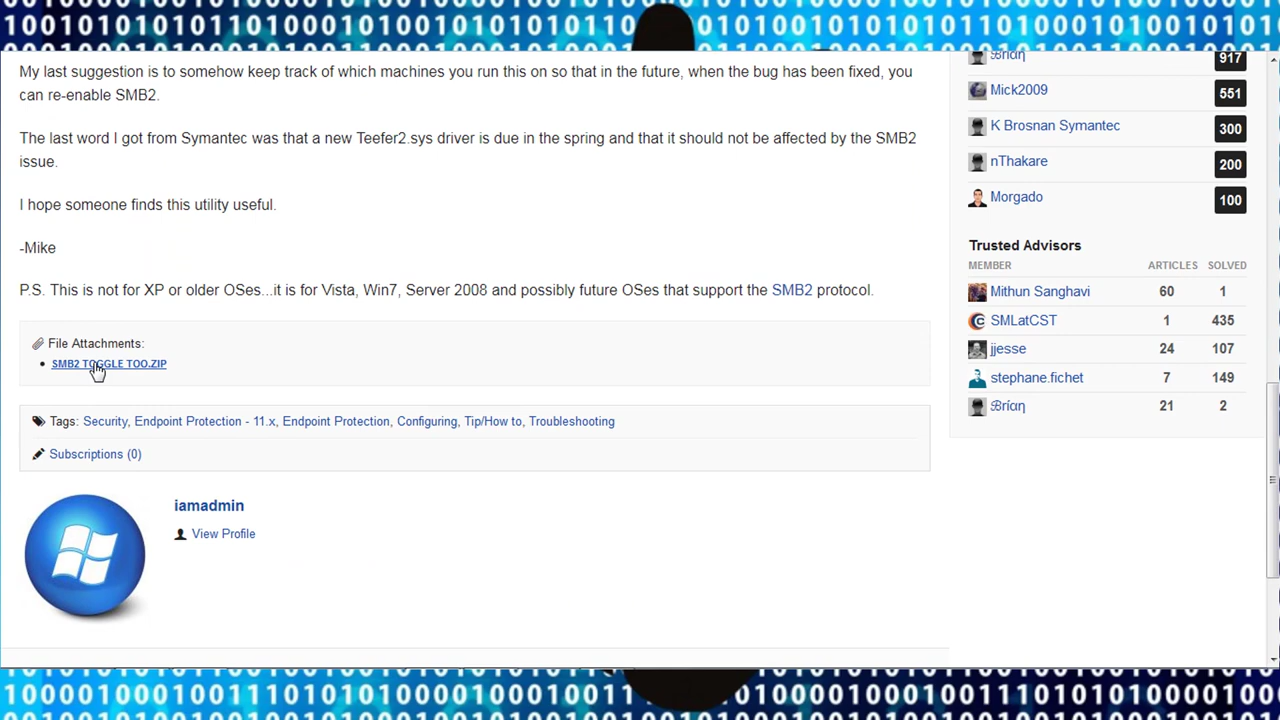 My last suggestion is to somehow keep track of which machines you run this on so that in the future, when the bug has been fixed, you
can re-enable SMB2.
The last word I got from Symantec was that a new Teefer2.sys driver is due in the spring and that it should not be affected by the SMB2
issue.
I hope someone finds this utility useful.
-Mike
P.S. This is not for XP or older OSes...it is for Vista, Win7, Server 2008 and possibly future OSes that support the SMB2 protocol.
File Attachments:
SMB2 TOGGLE TOO.ZIP
Tags: Security, Endpoint Protection - 11.x, Endpoint Protection, Configuring, Tip/How to, Troubleshooting
Subscriptions (0)
iamadmin
View Profile
917
Mick2009 551
K Brosnan Symantec 300
nThakare 200
Morgado 100
Trusted Advisors
MEMBER ARTICLES SOLVED
Mithun Sanghavi 60 1
SMLatCST 1 435
jjesse 24 107
stephane.fichet 7 149
ℬríαη 21 2